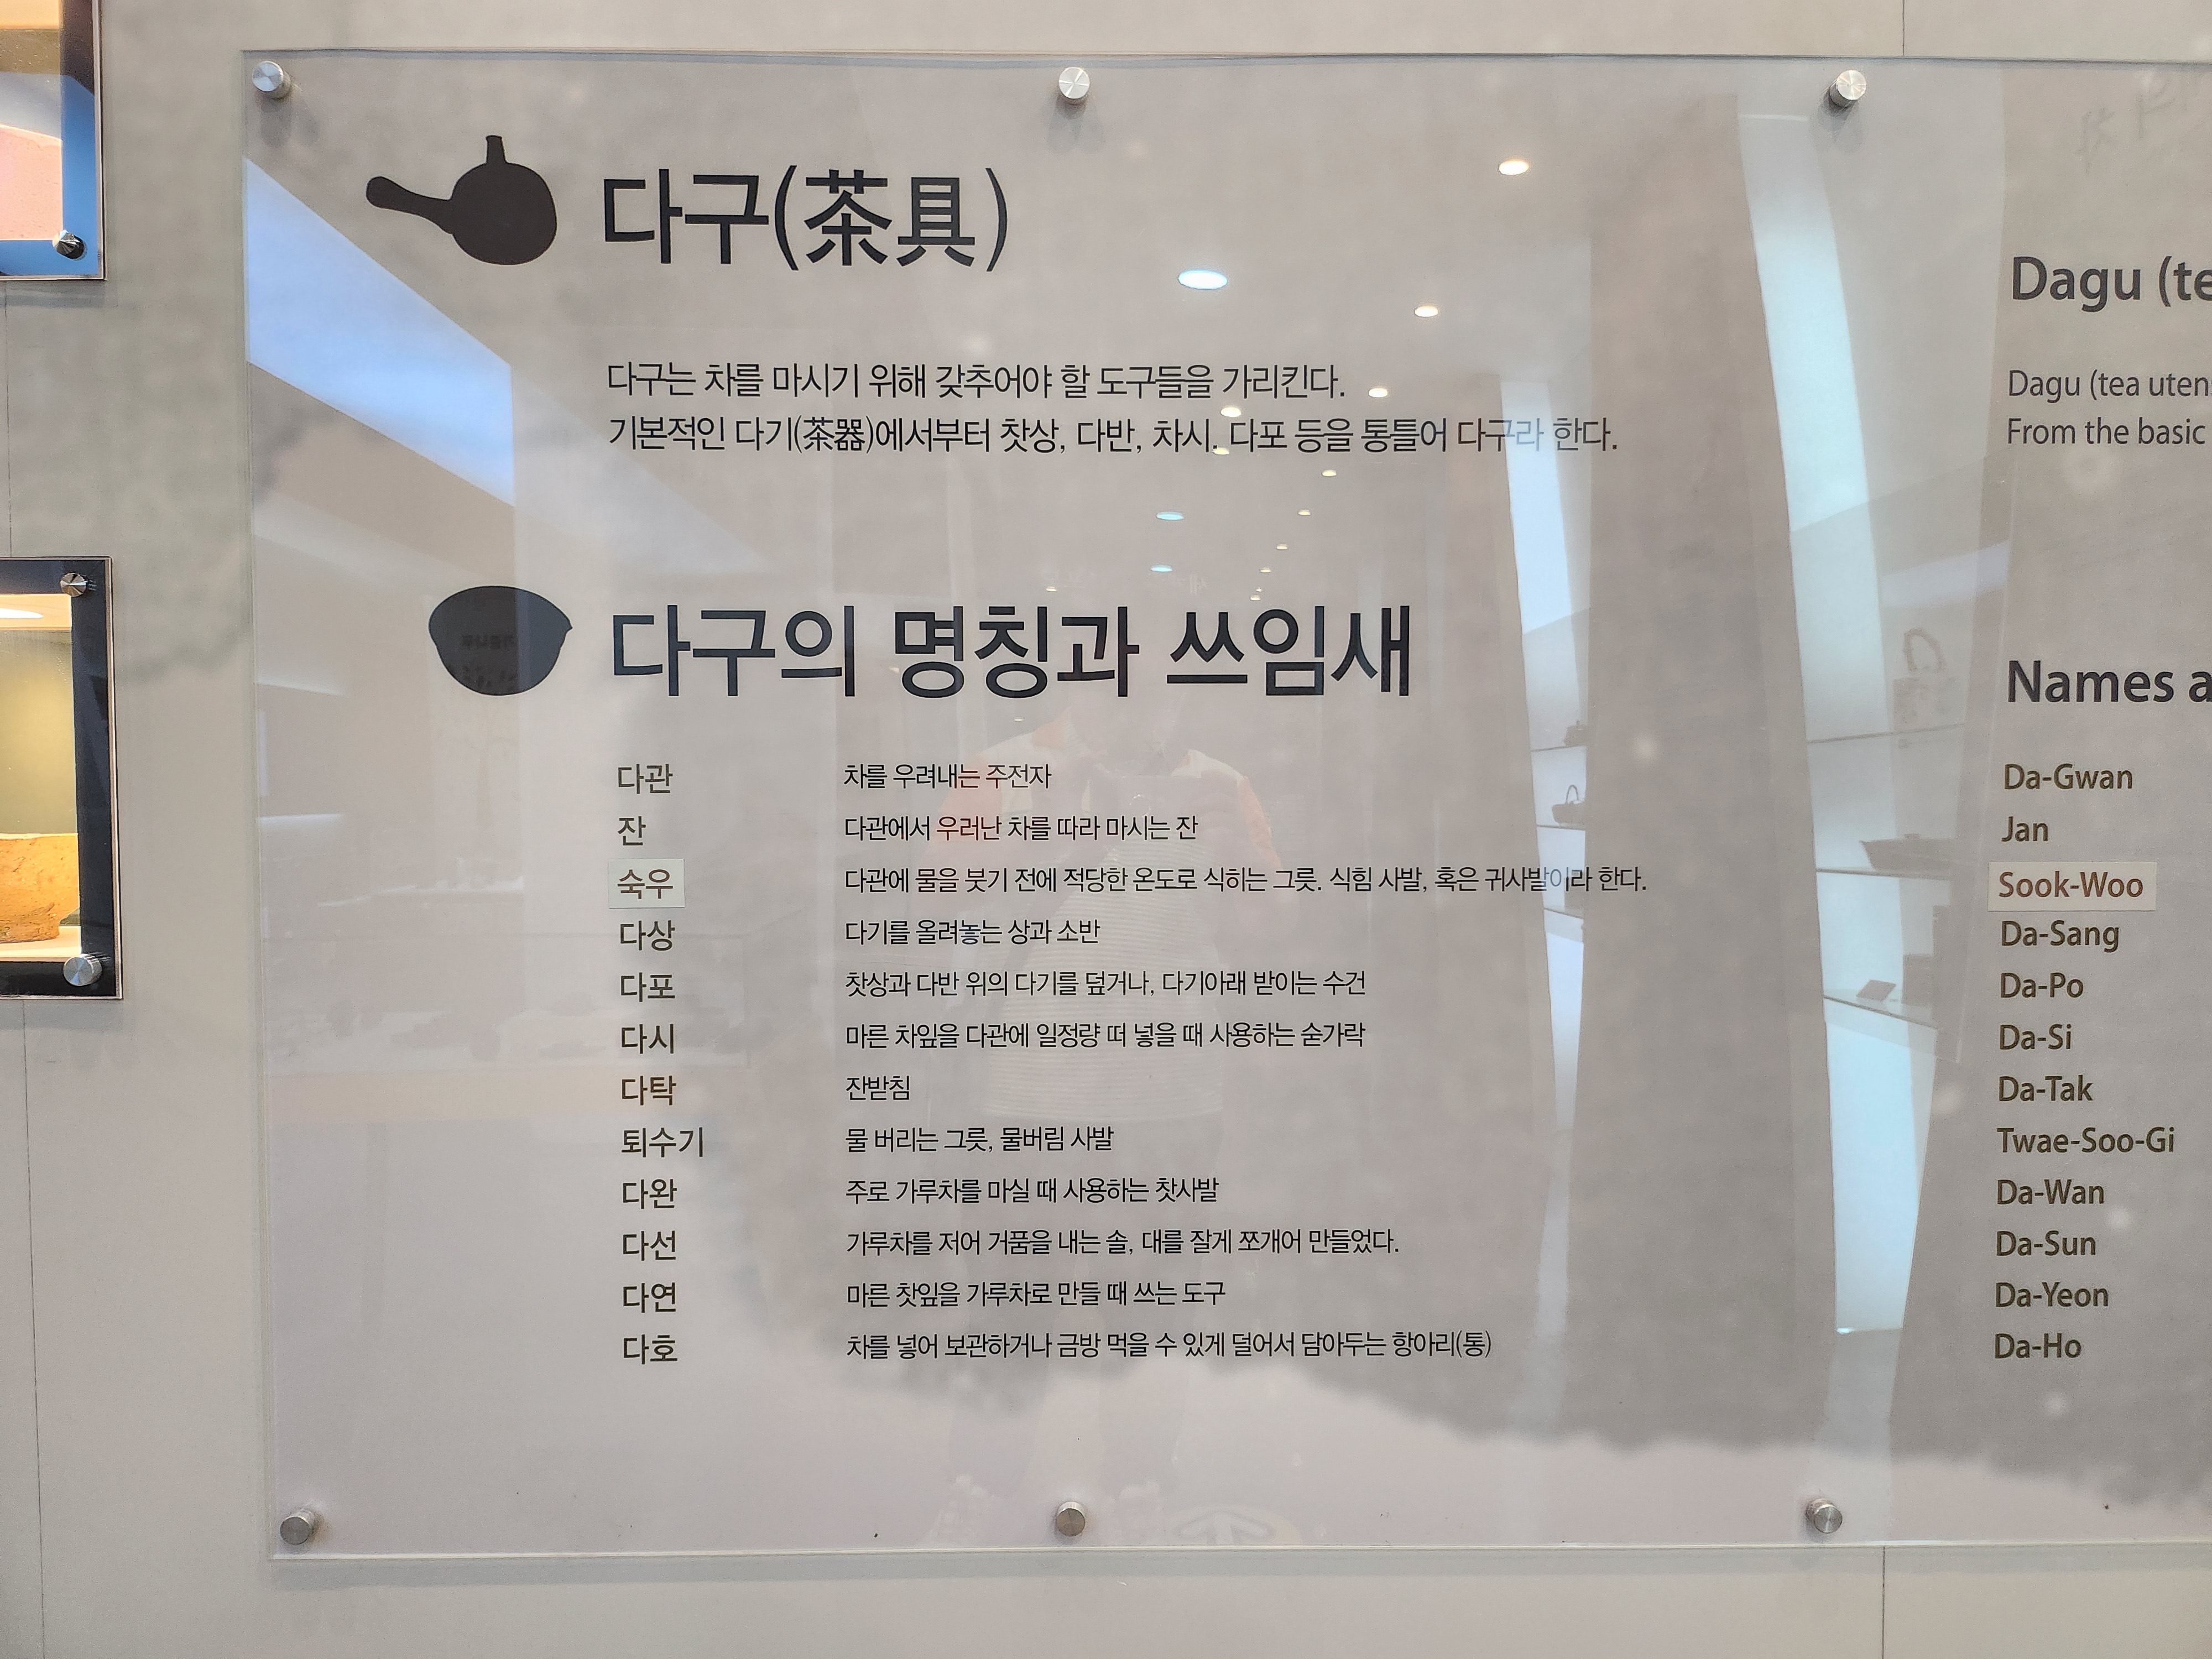 다구(茶具)
다구는 차를 마시기 위해 갖추어야 할 도구들을 가리킨다.
기본적인 다기(茶器)에서부터 찻상, 다반, 차시, 다포 등을 통틀어 다구라 한다.
다구의 명칭과 쓰임새
다관 차를 우려내는 주전자
잔 다관에서 우러난 차를 따라 마시는 잔
숙우 다관에 물을 붓기 전에 적당한 온도로 식히는 그릇. 식힘 사발, 혹은 귀사발이라 한다.
다상 다기를 올려놓는 상과 소반
다포 찻상과 다반 위의 다기를 덮거나, 다기아래 받이는 수건
다시 마른 차잎을 다관에 일정량 떠 넣을 때 사용하는 숟가락
다탁 잔받침
퇴수기 물 버리는 그릇, 물버림 사발
다완 주로 가루차를 마실 때 사용하는 찻사발
다선 가루차를 저어 거품을 내는 솔, 대를 잘게 쪼개어 만들었다.
다연 마른 찻잎을 가루차로 만들 때 쓰는 도구
다호 차를 넣어 보관하거나 금방 먹을 수 있게 덜어서 담아두는 항아리(통)
Dagu (te
Dagu (tea uten
From the basic
Names a
Da-Gwan
Jan
Sook-Woo
Da-Sang
Da-Po
Da-Si
Da-Tak
Twae-Soo-Gi
Da-Wan
Da-Sun
Da-Yeon
Da-Ho